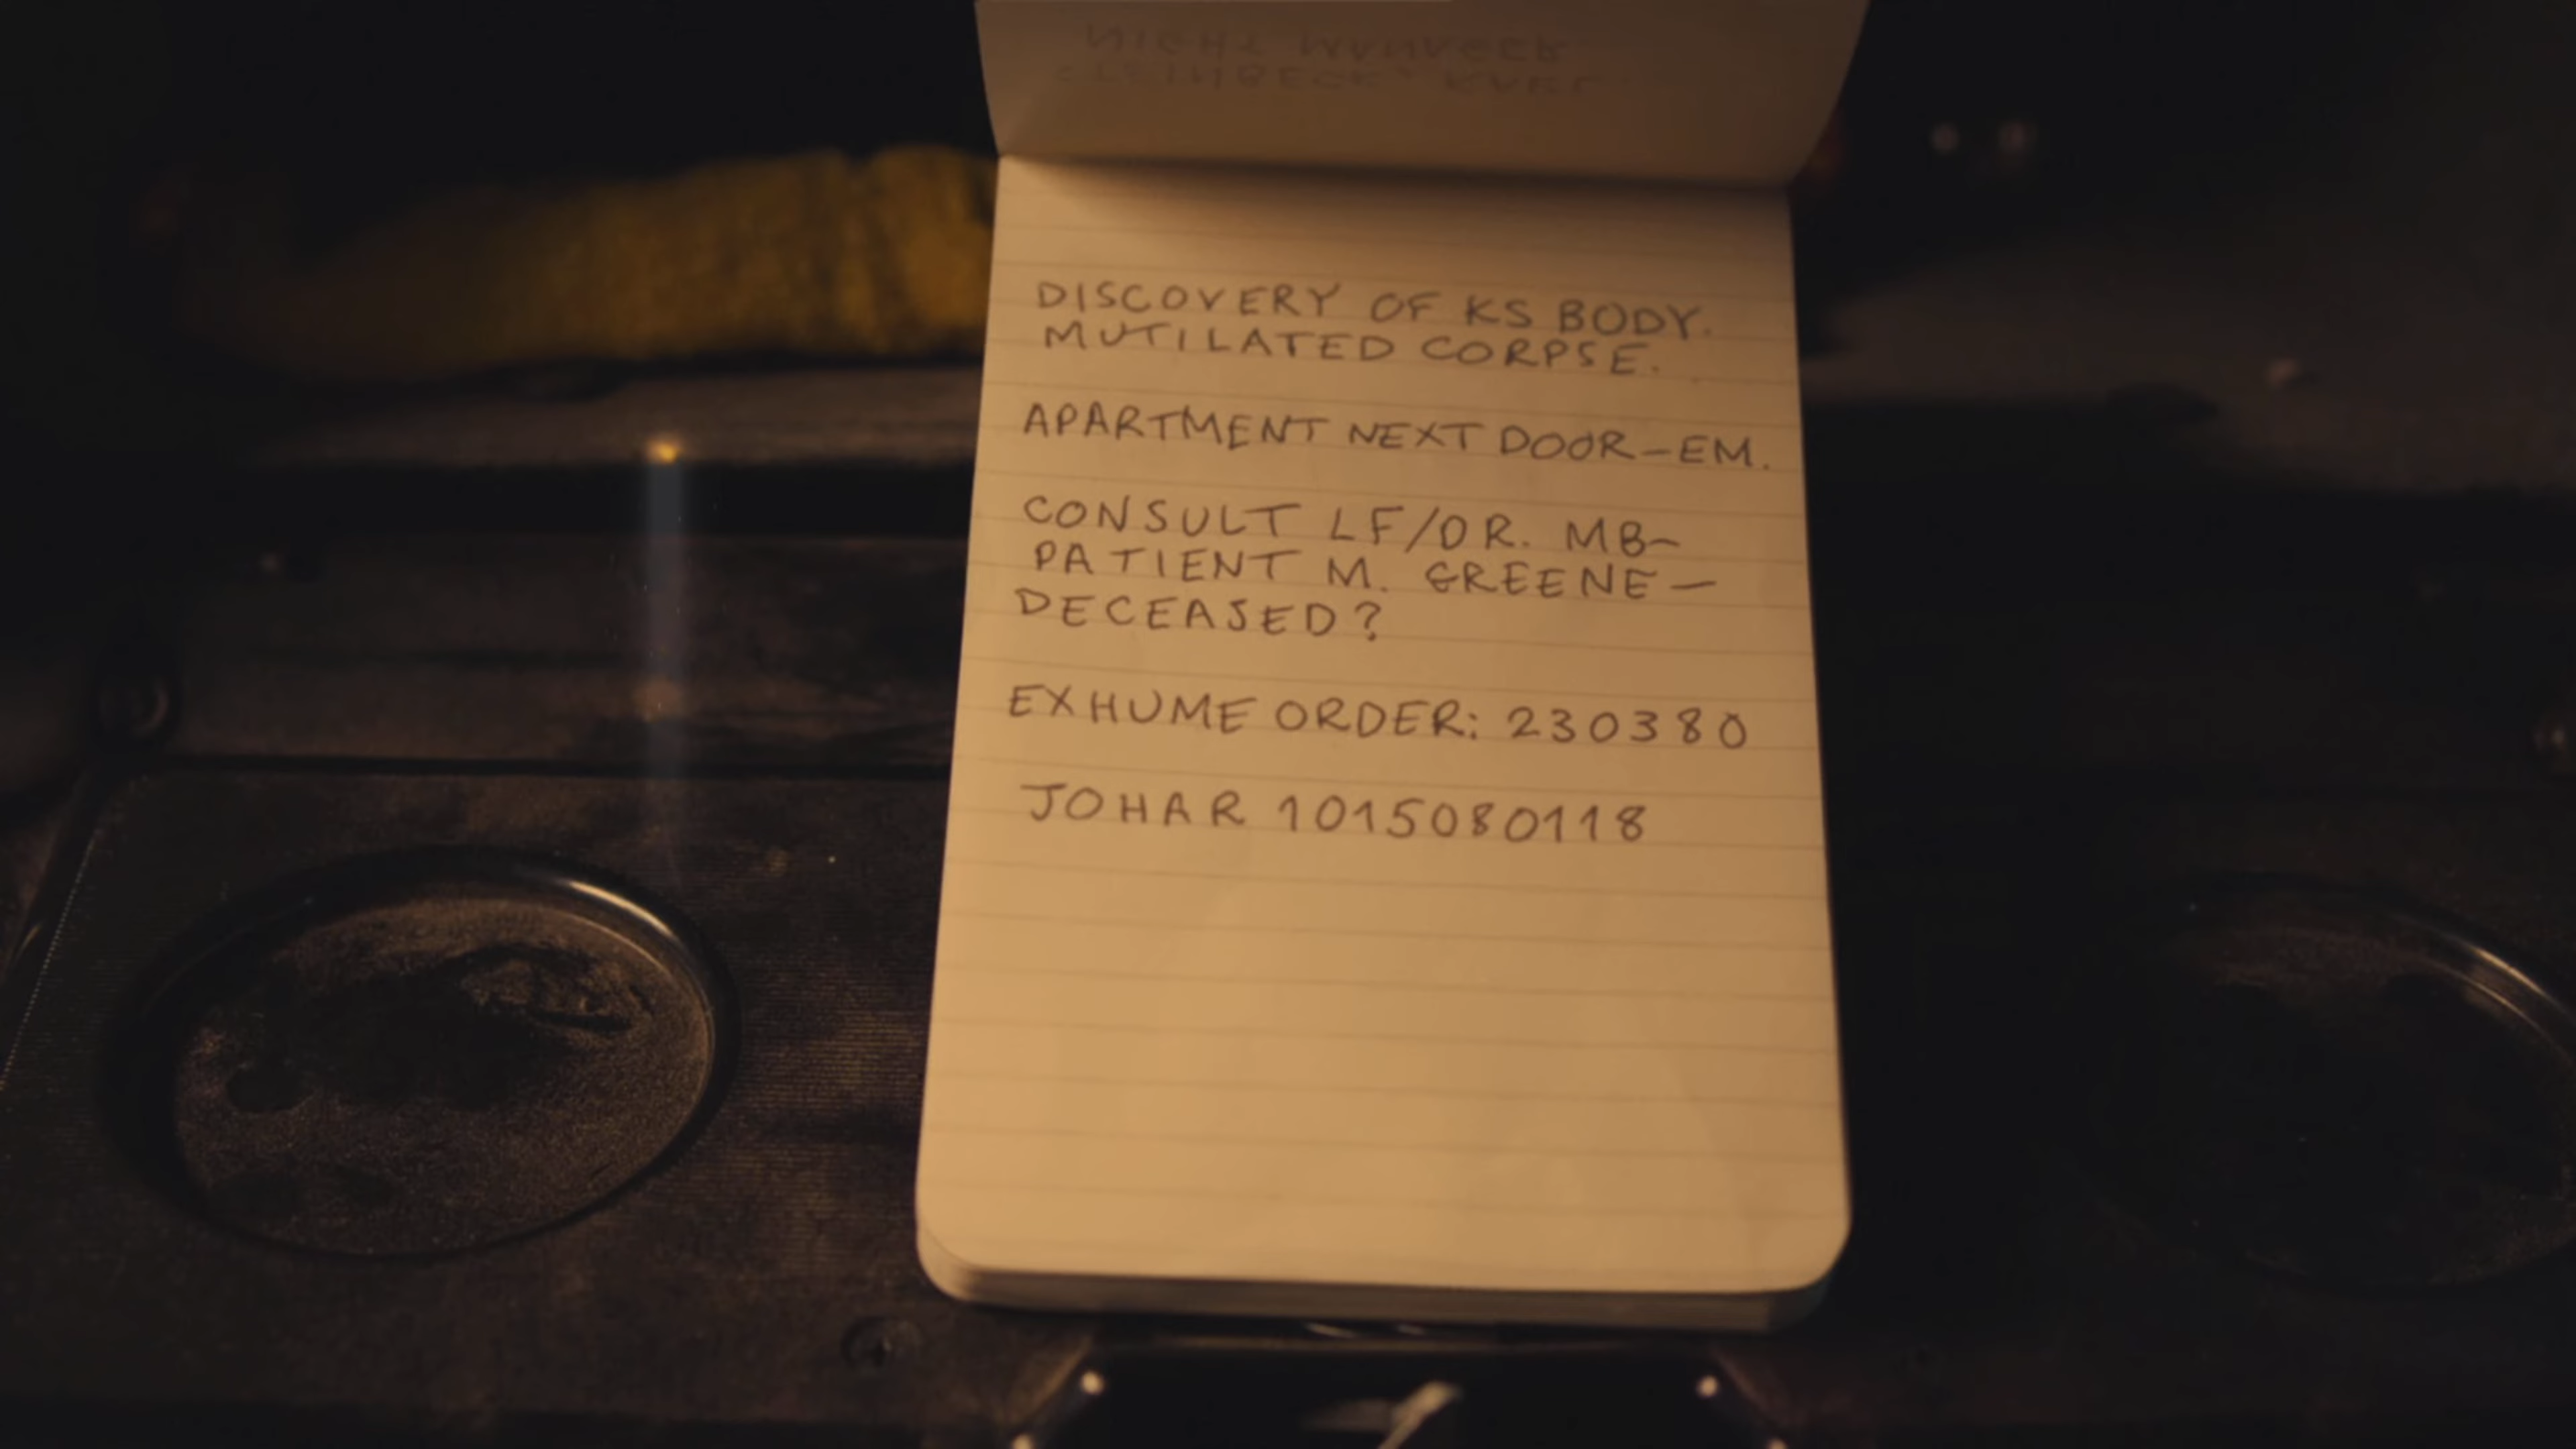 DISCOVERY OF KS BODY.
MUTILATED CORPSE.
APARTMENT NEXT DOOR-EM.
CONSULT LF/DR. MB-
PATIENT M. GREENE-
DECEASED?
EXHUME ORDER: 230380
JOHAR 1015080118